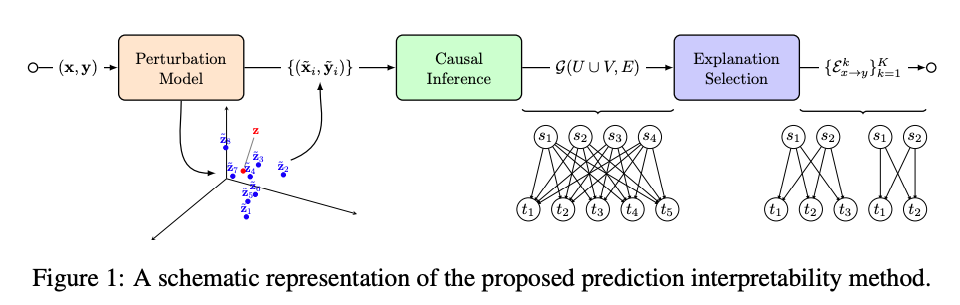 (x, y)
Perturbation
Model
{(x̃ᵢ, ỹᵢ)}
Causal
Inference
𝒢(U ∪ V, E)
Explanation
Selection
{ℰᵏₓ→ᵧ}ᴷₖ₌₁
z̃₈
z
z̃₃
z̃₇
z̃₄
z̃₂
z̃₅
z̃₁
s₁ s₂ s₃ s₄
t₁ t₂ t₃ t₄ t₅
s₁ s₂ s₁ s₂
t₁ t₂ t₃ t₁ t₂
Figure 1: A schematic representation of the proposed prediction interpretability method.